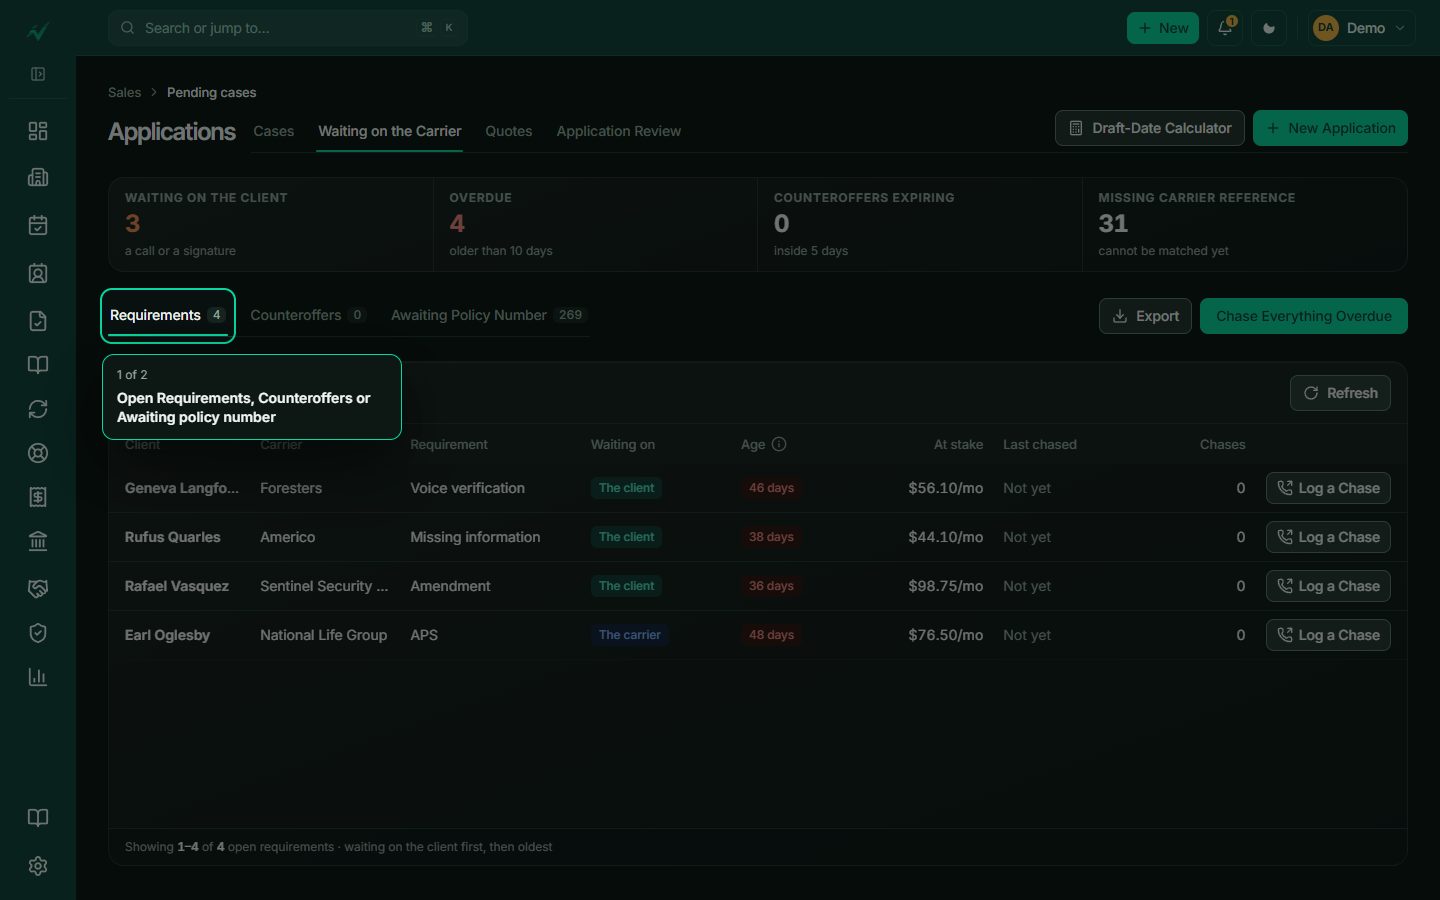 Search or jump to...
⌘ K
New
1
DA
Demo
Sales > Pending cases
Applications
Cases
Waiting on the Carrier
Quotes
Application Review
Draft-Date Calculator
New Application
WAITING ON THE CLIENT
3
a call or a signature
OVERDUE
4
older than 10 days
COUNTEROFFERS EXPIRING
0
inside 5 days
MISSING CARRIER REFERENCE
31
cannot be matched yet
Requirements 4
Counteroffers 0
Awaiting Policy Number 269
Export
Chase Everything Overdue
1 of 2
Open Requirements, Counteroffers or
Awaiting policy number
Refresh
Client Carrier Requirement Waiting on Age At stake Last chased Chases
Geneva Langfo... Foresters Voice verification The client 46 days $56.10/mo Not yet 0 Log a Chase
Rufus Quarles Americo Missing information The client 38 days $44.10/mo Not yet 0 Log a Chase
Rafael Vasquez Sentinel Security ... Amendment The client 36 days $98.75/mo Not yet 0 Log a Chase
Earl Oglesby National Life Group APS The carrier 48 days $76.50/mo Not yet 0 Log a Chase
Showing 1–4 of 4 open requirements · waiting on the client first, then oldest